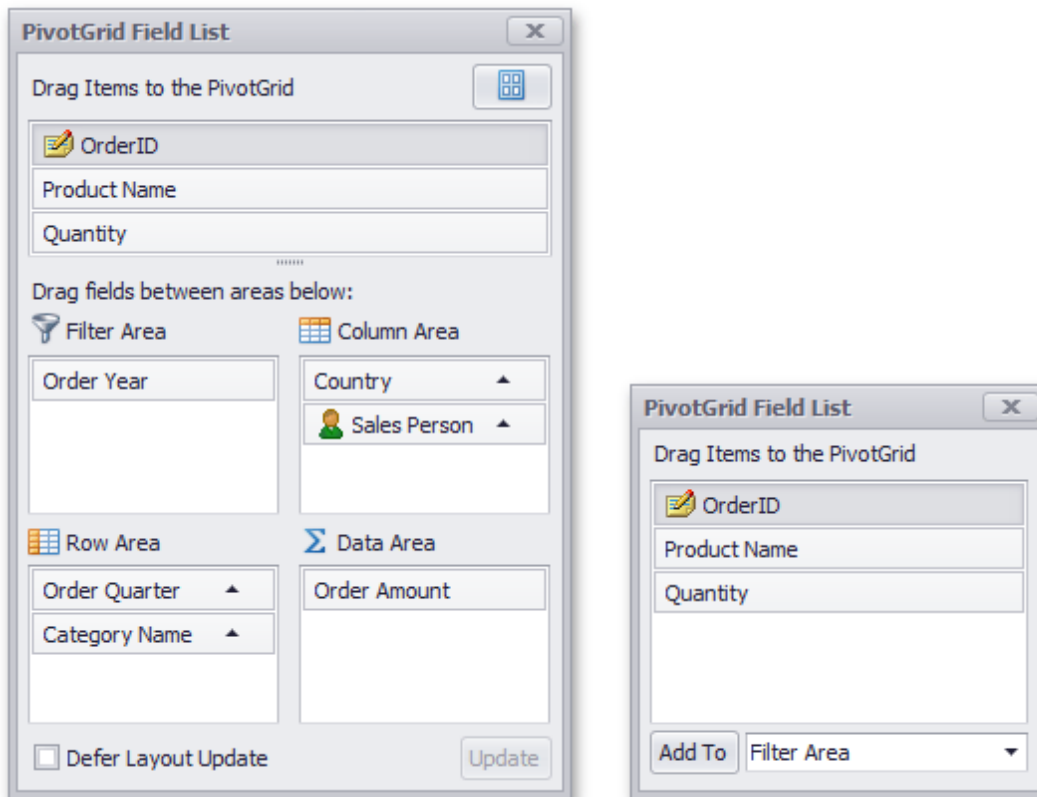 PivotGrid Field List
Drag Items to the PivotGrid
OrderID
Product Name
Quantity
Drag fields between areas below:
Filter Area
Order Year
Column Area
Country
Sales Person
Row Area
Order Quarter
Category Name
Data Area
Order Amount
Defer Layout Update
Update
PivotGrid Field List
Drag Items to the PivotGrid
OrderID
Product Name
Quantity
Add To
Filter Area